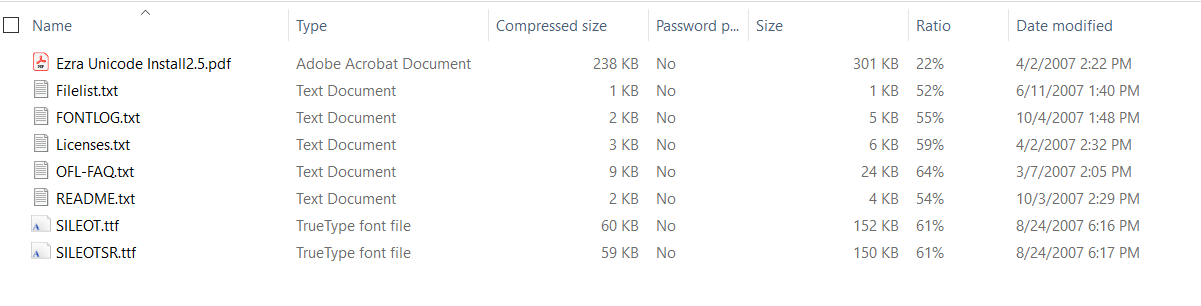 Name Type Compressed size Password p... Size Ratio Date modified
Ezra Unicode Install2.5.pdf Adobe Acrobat Document 238 KB No 301 KB 22% 4/2/2007 2:22 PM
Filelist.txt Text Document 1 KB No 1 KB 52% 6/11/2007 1:40 PM
FONTLOG.txt Text Document 2 KB No 5 KB 55% 10/4/2007 1:48 PM
Licenses.txt Text Document 3 KB No 6 KB 59% 4/2/2007 2:32 PM
OFL-FAQ.txt Text Document 9 KB No 24 KB 64% 3/7/2007 2:05 PM
README.txt Text Document 2 KB No 4 KB 54% 10/3/2007 2:29 PM
SILEOT.ttf TrueType font file 60 KB No 152 KB 61% 8/24/2007 6:16 PM
SILEOTSR.ttf TrueType font file 59 KB No 150 KB 61% 8/24/2007 6:17 PM